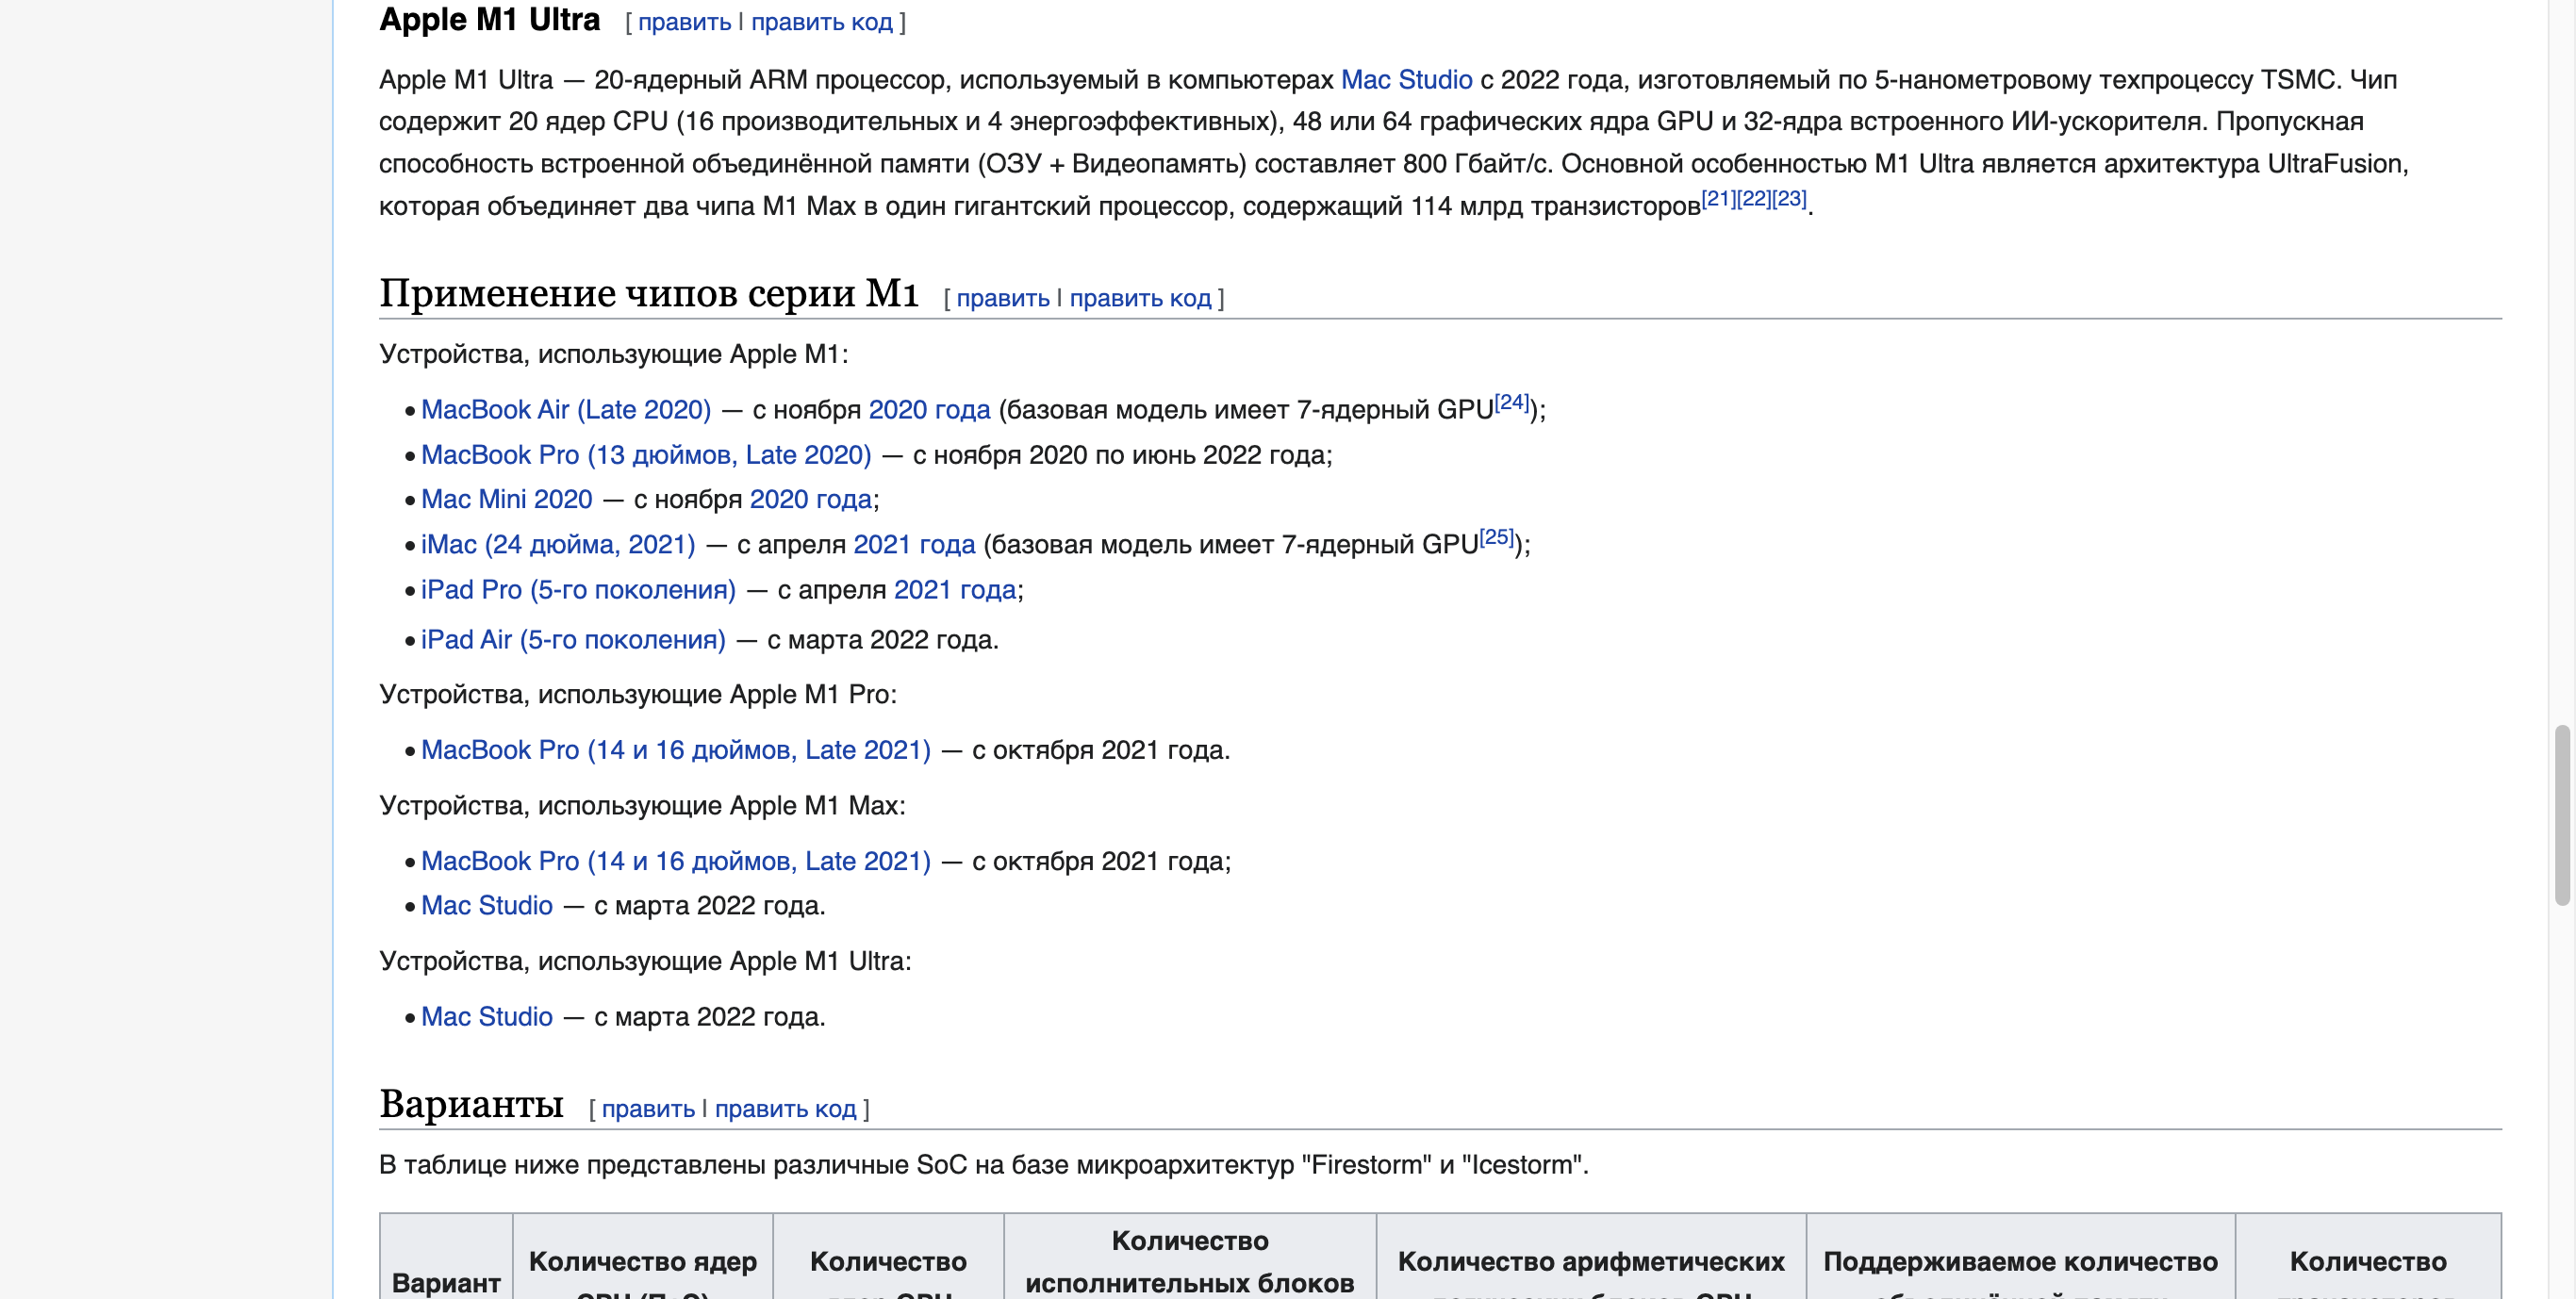 Apple M1 Ultra [ править | править код ]
Apple M1 Ultra — 20-ядерный ARM процессор, используемый в компьютерах Mac Studio с 2022 года, изготовляемый по 5-нанометровому техпроцессу TSMC. Чип
содержит 20 ядер CPU (16 производительных и 4 энергоэффективных), 48 или 64 графических ядра GPU и 32-ядра встроенного ИИ-ускорителя. Пропускная
способность встроенной объединённой памяти (ОЗУ + Видеопамять) составляет 800 Гбайт/с. Основной особенностью M1 Ultra является архитектура UltraFusion,
которая объединяет два чипа M1 Max в один гигантский процессор, содержащий 114 млрд транзисторов[21][22][23].
Применение чипов серии M1 [ править | править код ]
Устройства, использующие Apple M1:
• MacBook Air (Late 2020) — с ноября 2020 года (базовая модель имеет 7-ядерный GPU[24]);
• MacBook Pro (13 дюймов, Late 2020) — с ноября 2020 по июнь 2022 года;
• Mac Mini 2020 — с ноября 2020 года;
• iMac (24 дюйма, 2021) — с апреля 2021 года (базовая модель имеет 7-ядерный GPU[25]);
• iPad Pro (5-го поколения) — с апреля 2021 года;
• iPad Air (5-го поколения) — с марта 2022 года.
Устройства, использующие Apple M1 Pro:
• MacBook Pro (14 и 16 дюймов, Late 2021) — с октября 2021 года.
Устройства, использующие Apple M1 Max:
• MacBook Pro (14 и 16 дюймов, Late 2021) — с октября 2021 года;
• Mac Studio — с марта 2022 года.
Устройства, использующие Apple M1 Ultra:
• Mac Studio — с марта 2022 года.
Варианты [ править | править код ]
В таблице ниже представлены различные SoC на базе микроархитектур "Firestorm" и "Icestorm".
Вариант
Количество ядер
Количество
Количество
исполнительных блоков
Количество арифметических
Поддерживаемое количество
Количество